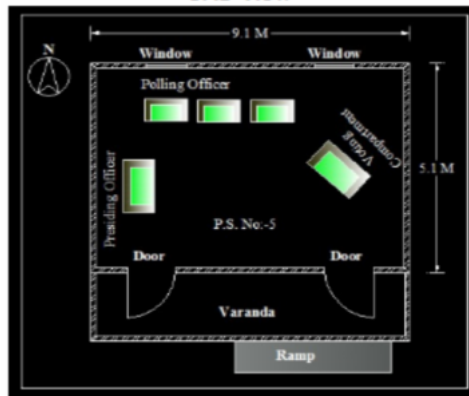 9.1 M
N
Window
Window
Polling Officer
Voting
Compartment
Presiding Officer
5.1 M
P.S. No:-5
Door
Door
Varanda
Ramp